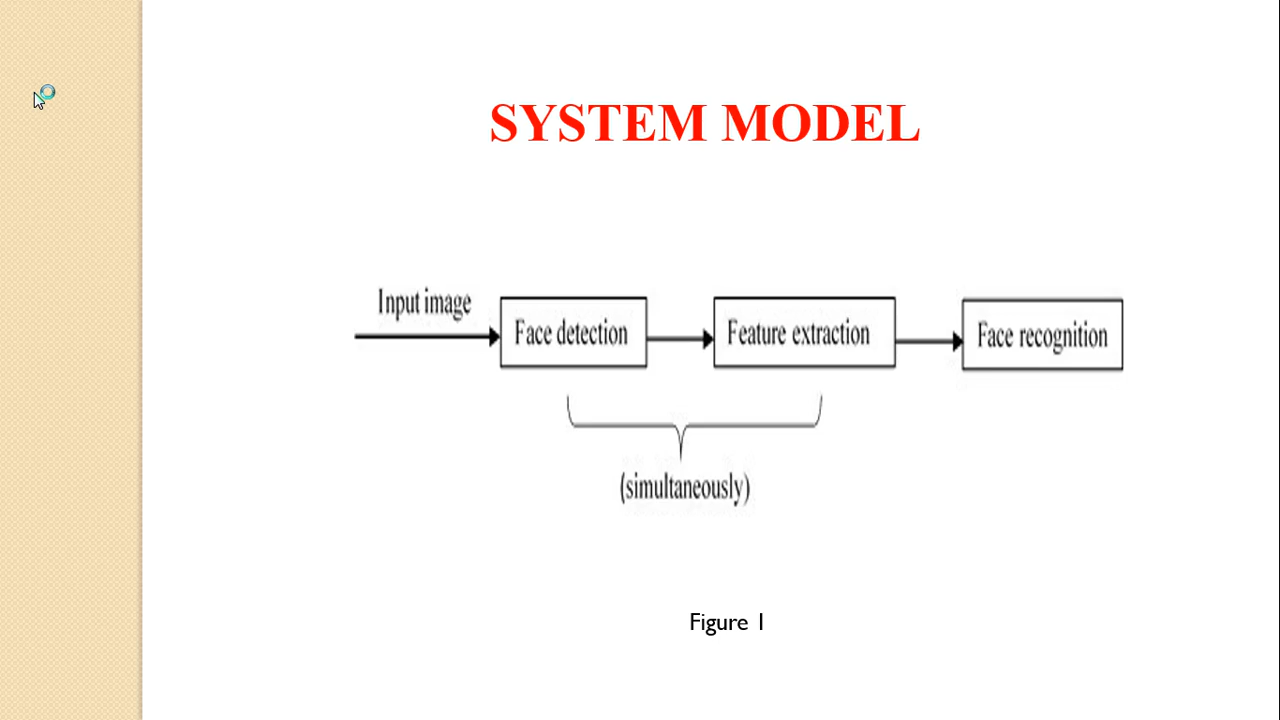 SYSTEM MODEL
Input image
Face detection
Feature extraction
Face recognition
(simultaneously)
Figure 1